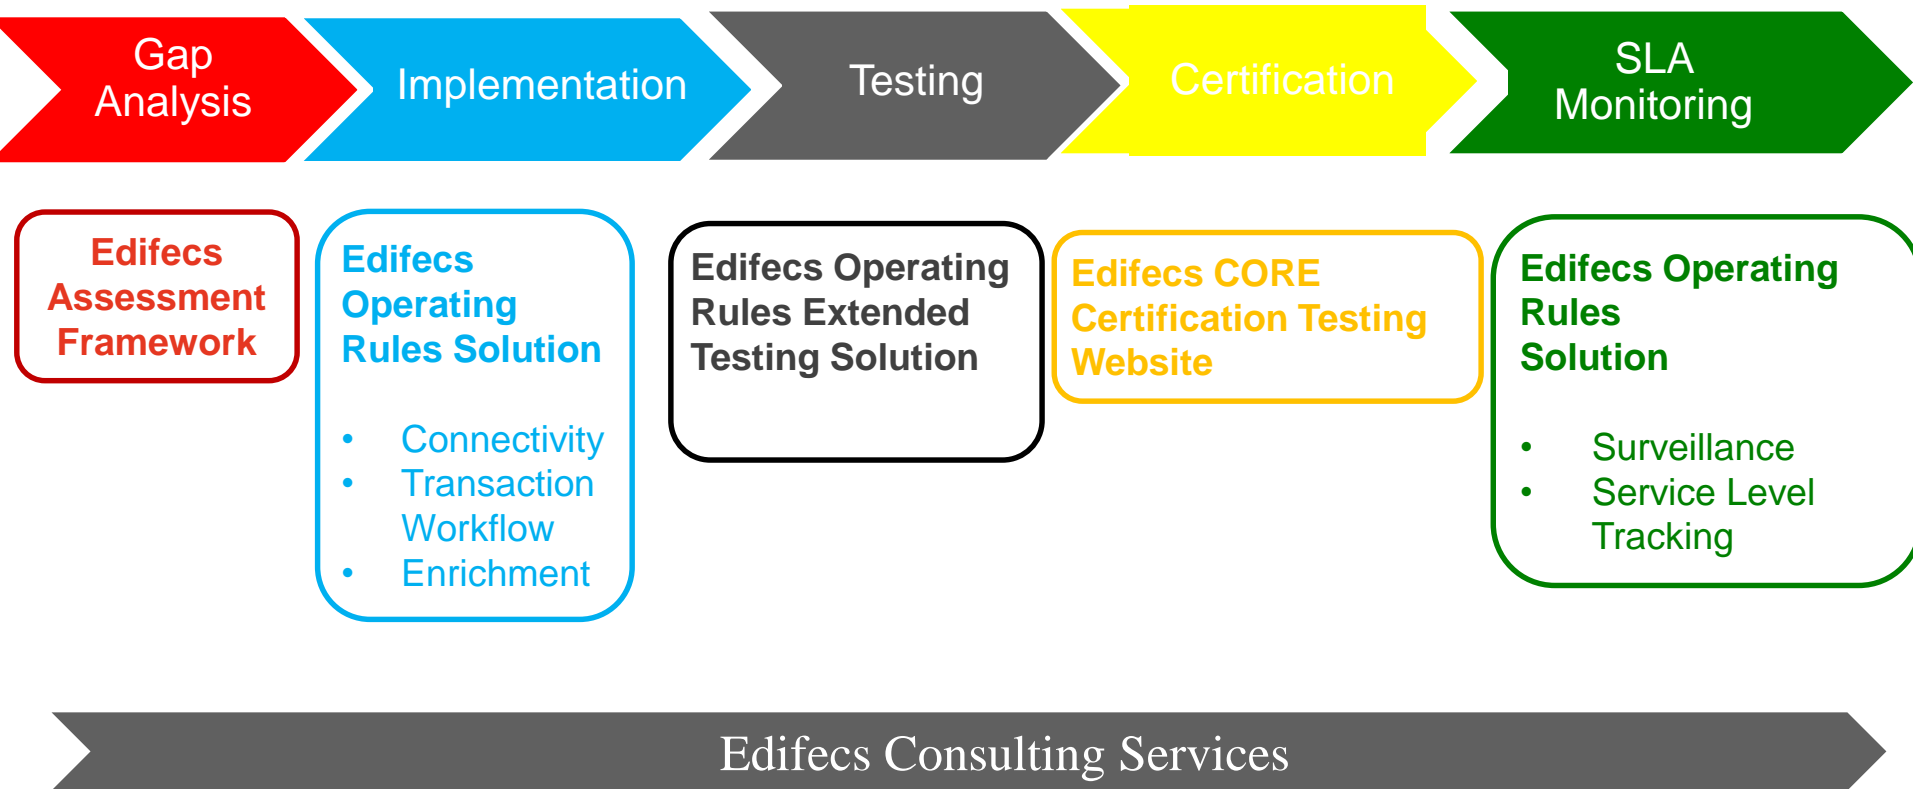 Gap
Analysis
Implementation
Testing
Certification
SLA
Monitoring
Edifecs
Assessment
Framework
Edifecs
Operating
Rules Solution
• Connectivity
• Transaction
Workflow
• Enrichment
Edifecs Operating
Rules Extended
Testing Solution
Edifecs CORE
Certification Testing
Website
Edifecs Operating
Rules
Solution
• Surveillance
• Service Level
Tracking
Edifecs Consulting Services